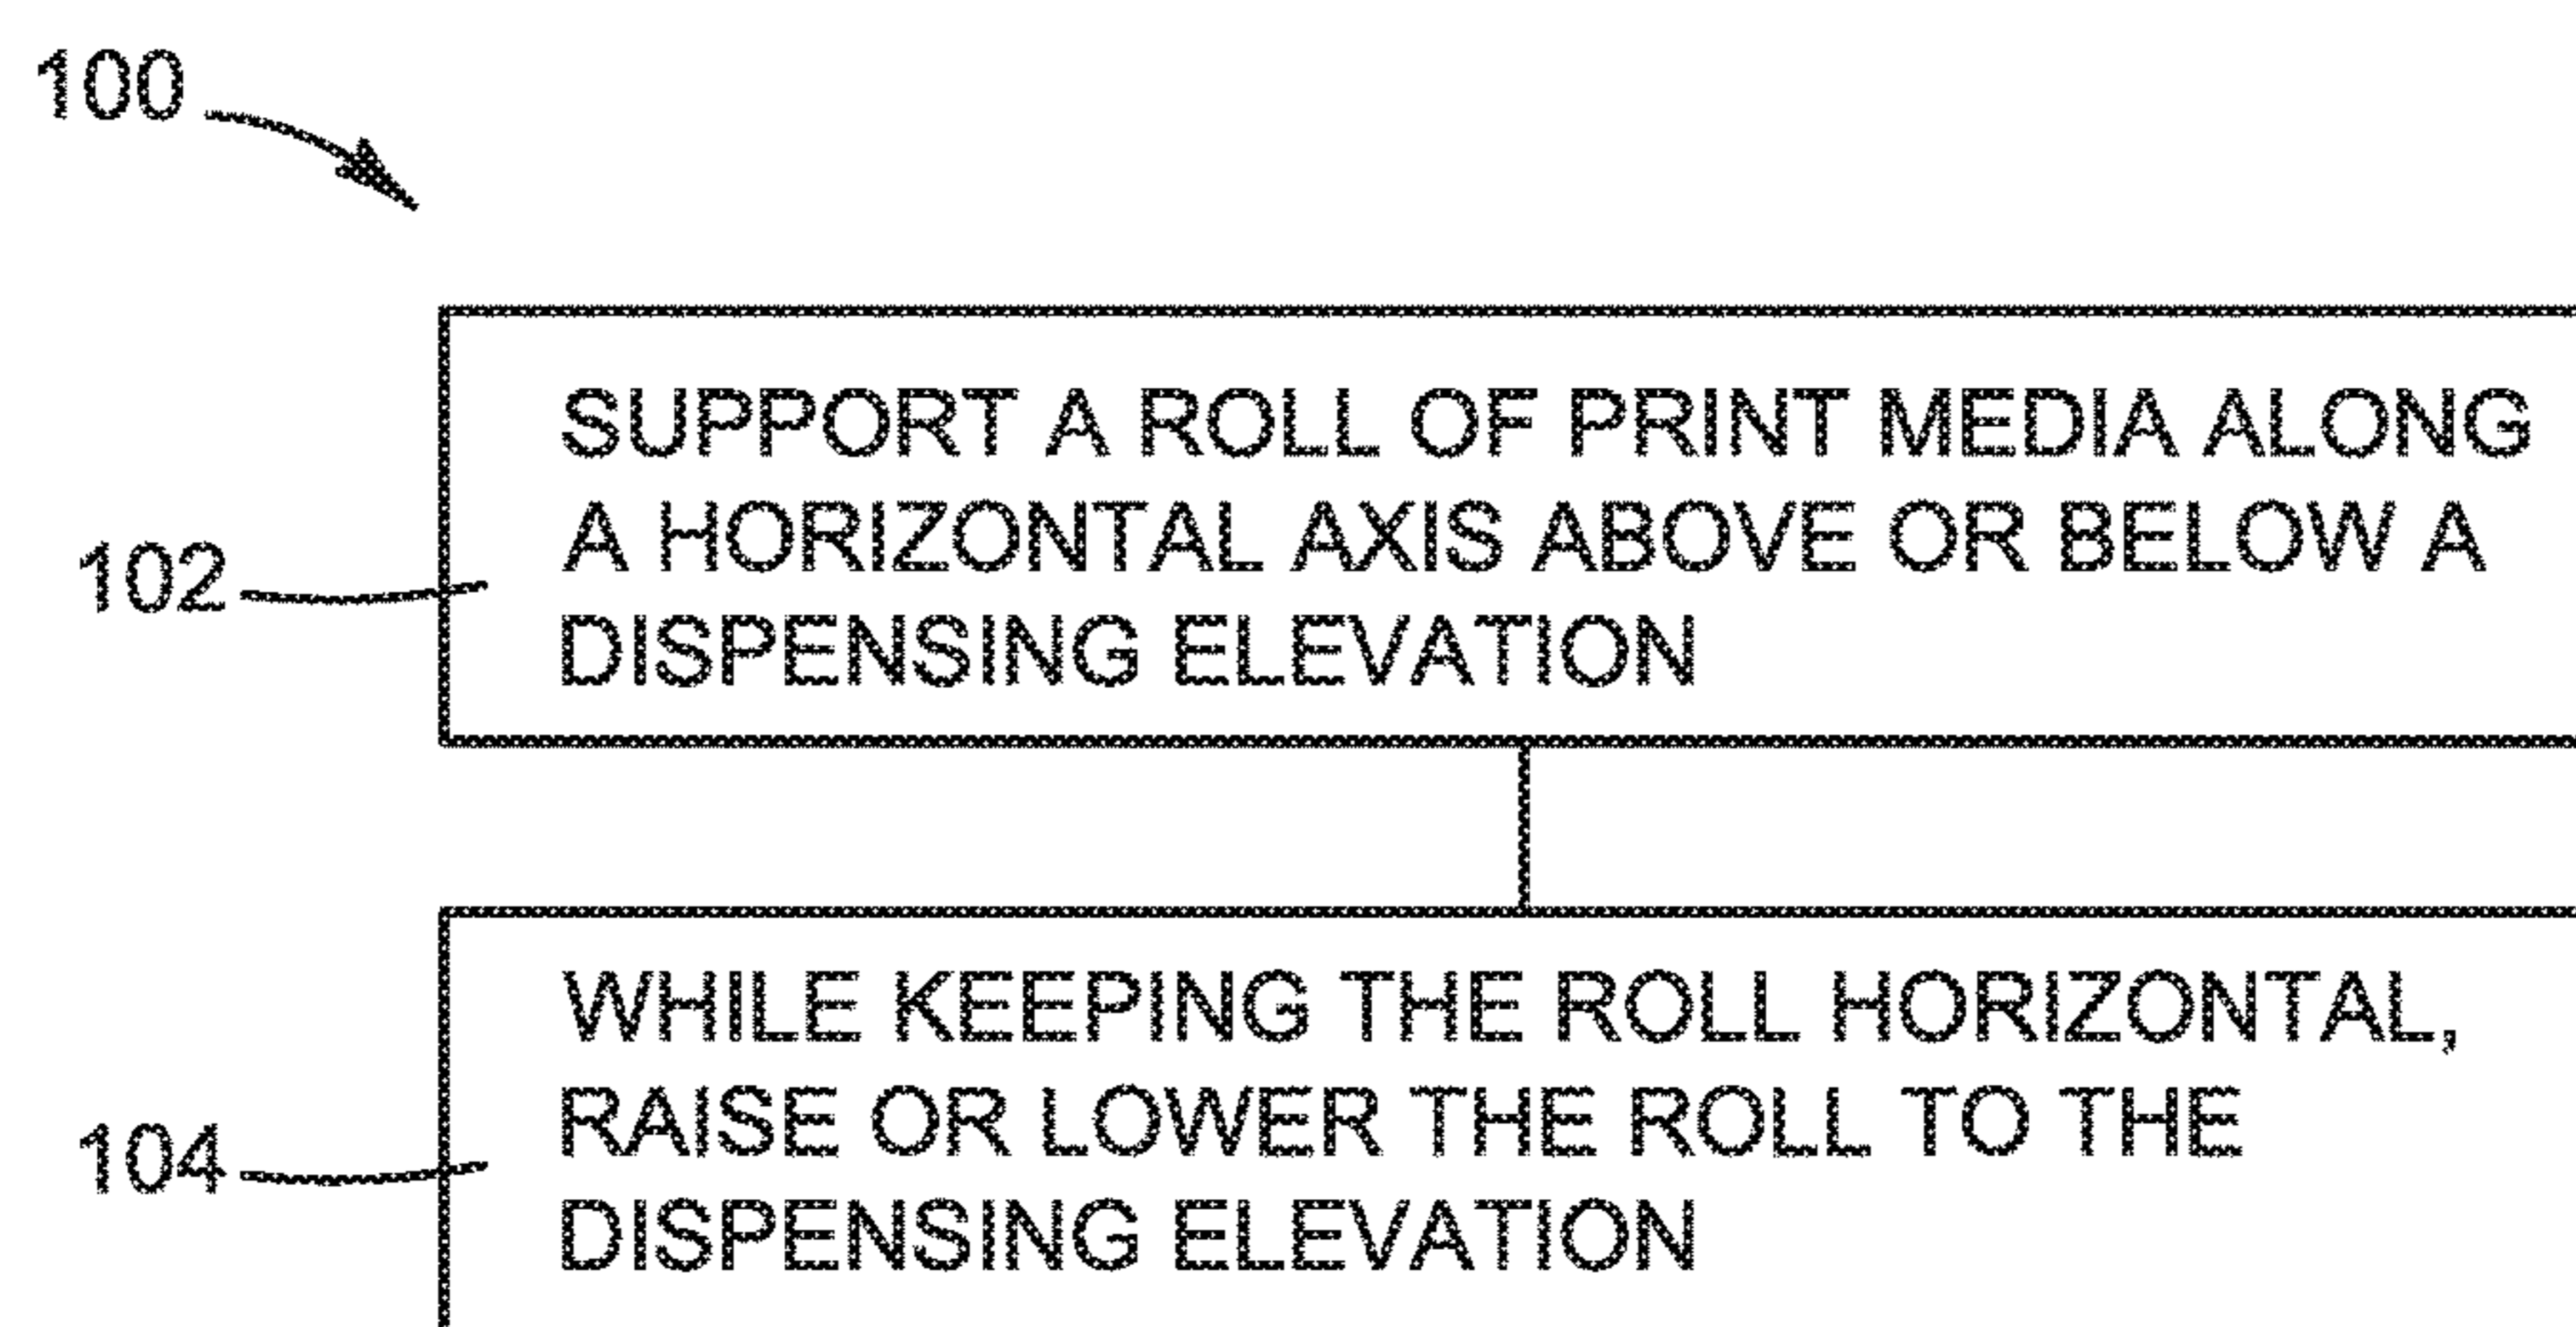 100
SUPPORT A ROLL OF PRINT MEDIA ALONG
A HORIZONTAL AXIS ABOVE OR BELOW A
102
DISPENSING ELEVATION
WHILE KEEPING THE ROLL HORIZONTAL,
RAISE OR LOWER THE ROLL TO THE
104
DISPENSING ELEVATION